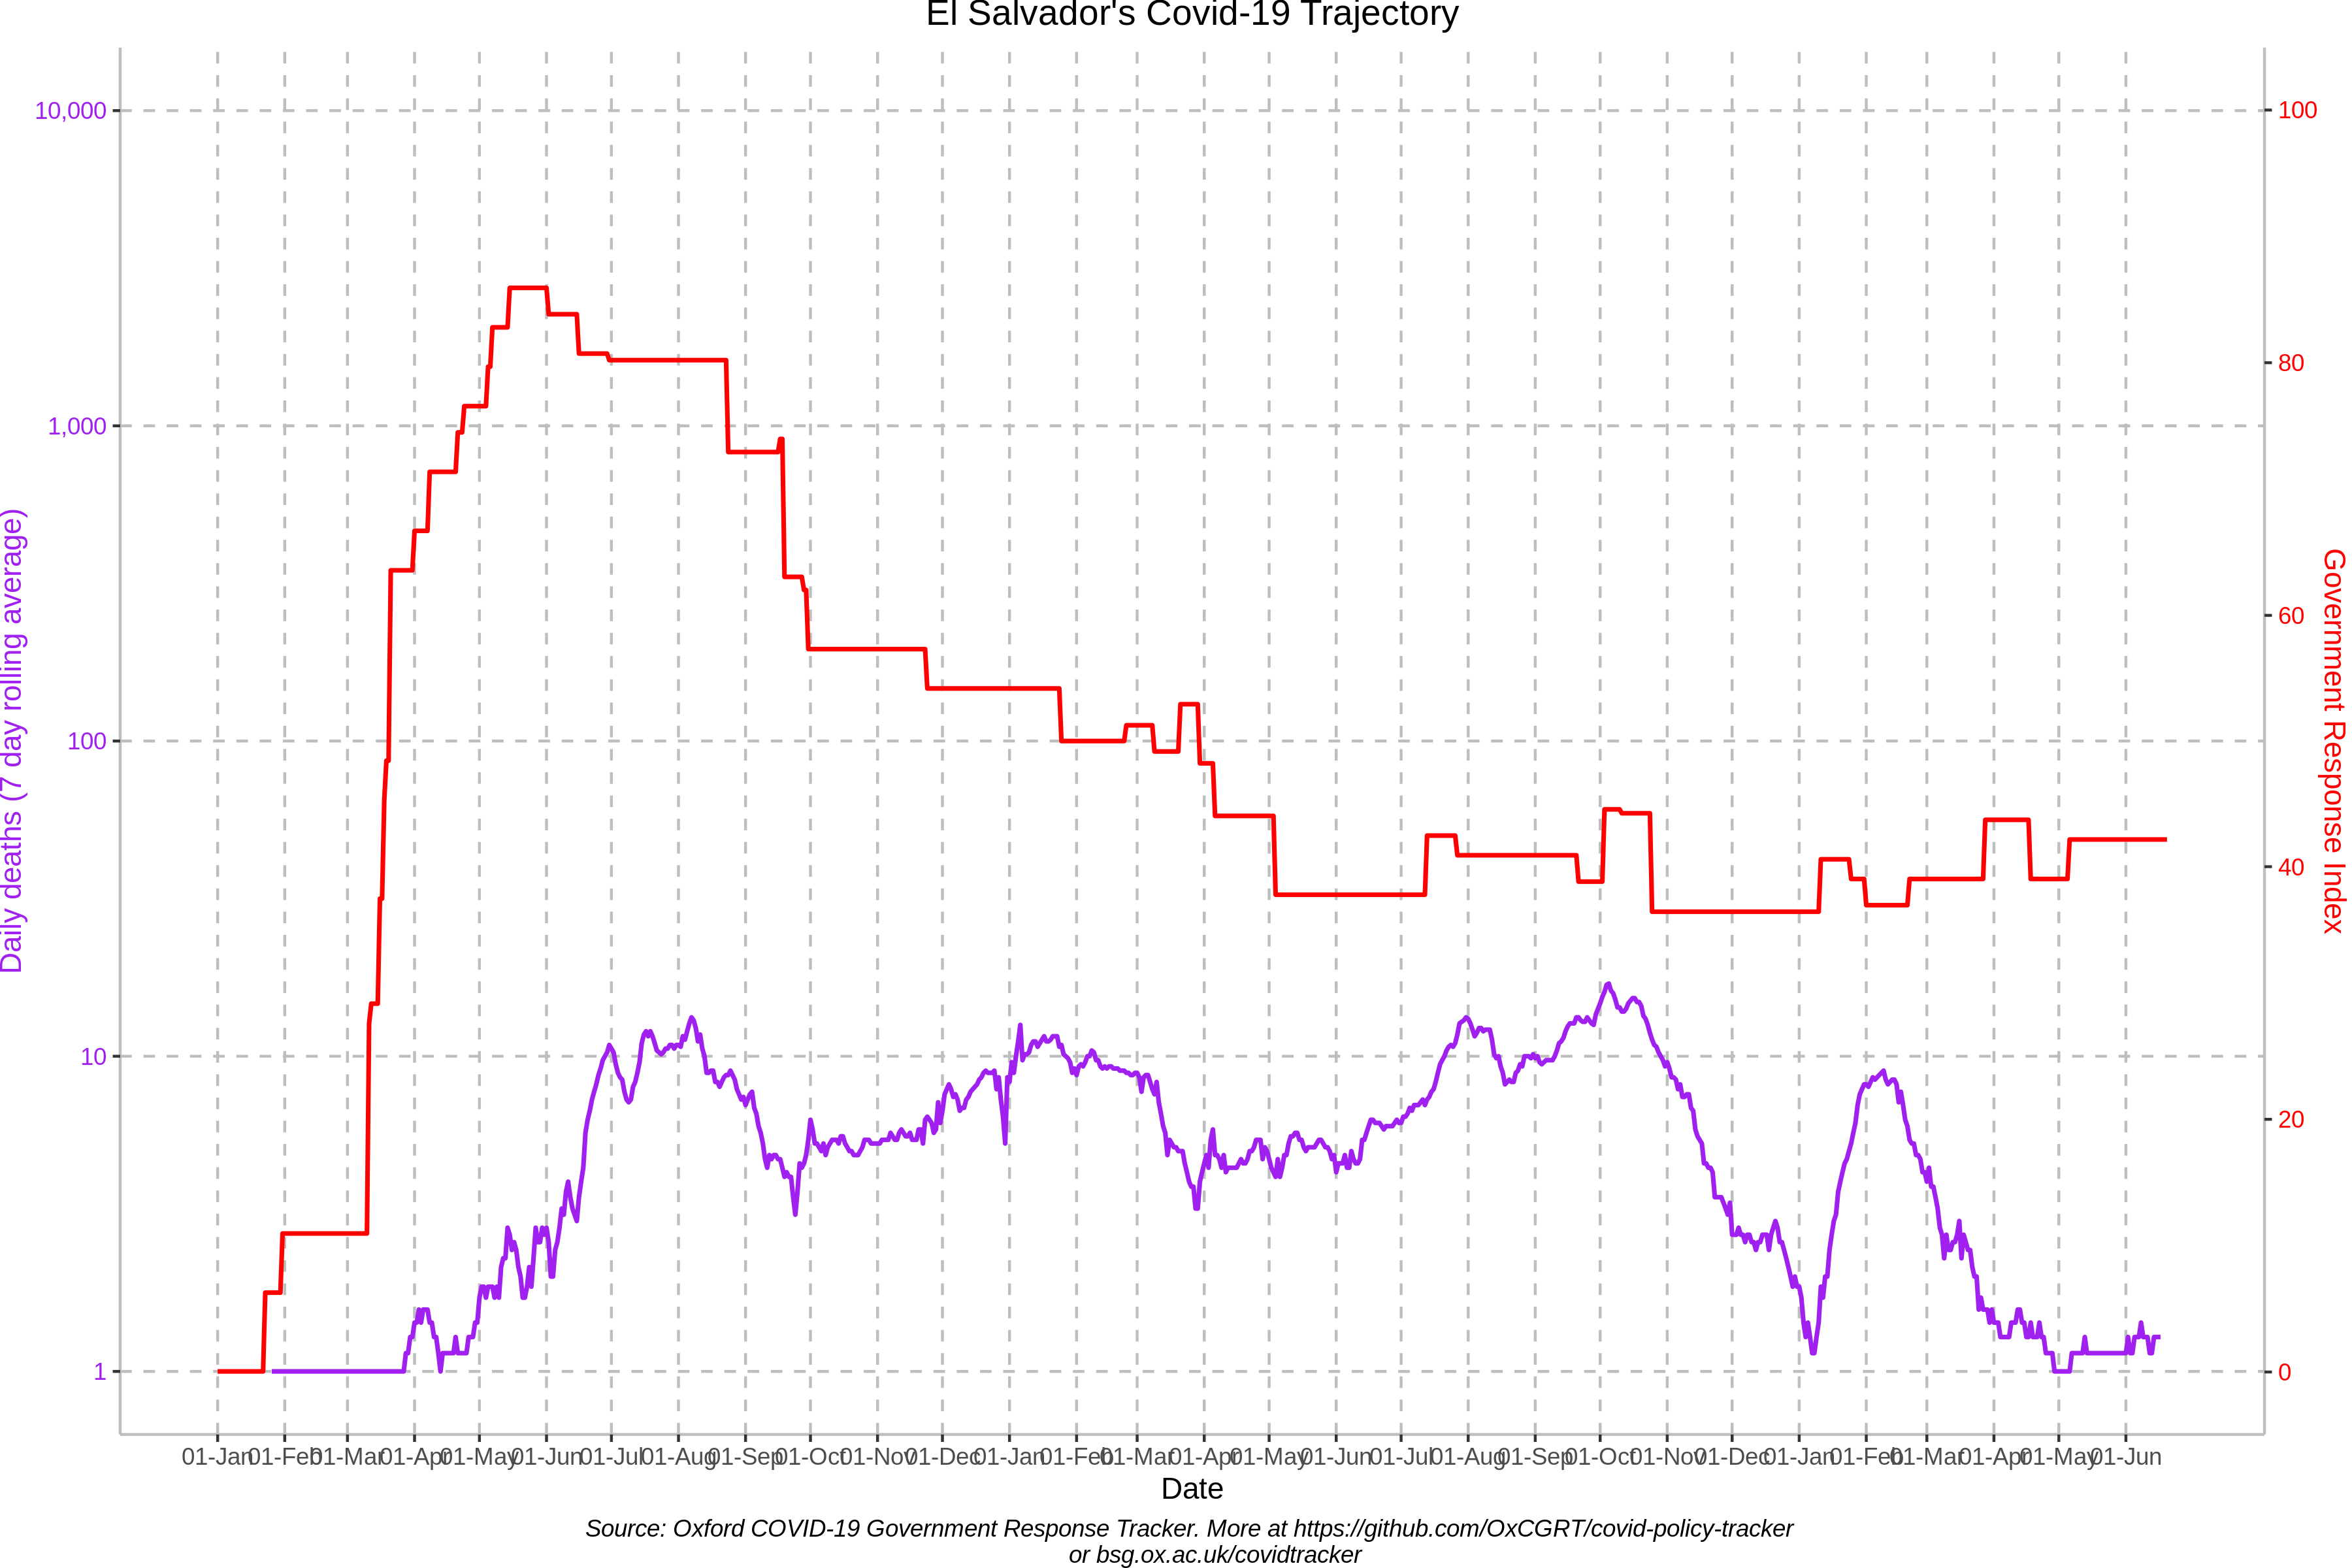 El Salvador's Covid-19 Trajectory
10,000
1,000
100
10
1
Daily deaths (7 day rolling average)
100
80
60
40
20
0
Government Response Index
01-Jan 01-Feb 01-Mar 01-Apr 01-May 01-Jun 01-Jul 01-Aug 01-Sep 01-Oct 01-Nov 01-Dec 01-Jan 01-Feb 01-Mar 01-Apr 01-May 01-Jun 01-Jul 01-Aug 01-Sep 01-Oct 01-Nov 01-Dec 01-Jan 01-Feb 01-Mar 01-Apr 01-May 01-Jun
Date
Source: Oxford COVID-19 Government Response Tracker. More at https://github.com/OxCGRT/covid-policy-tracker
or bsg.ox.ac.uk/covidtracker